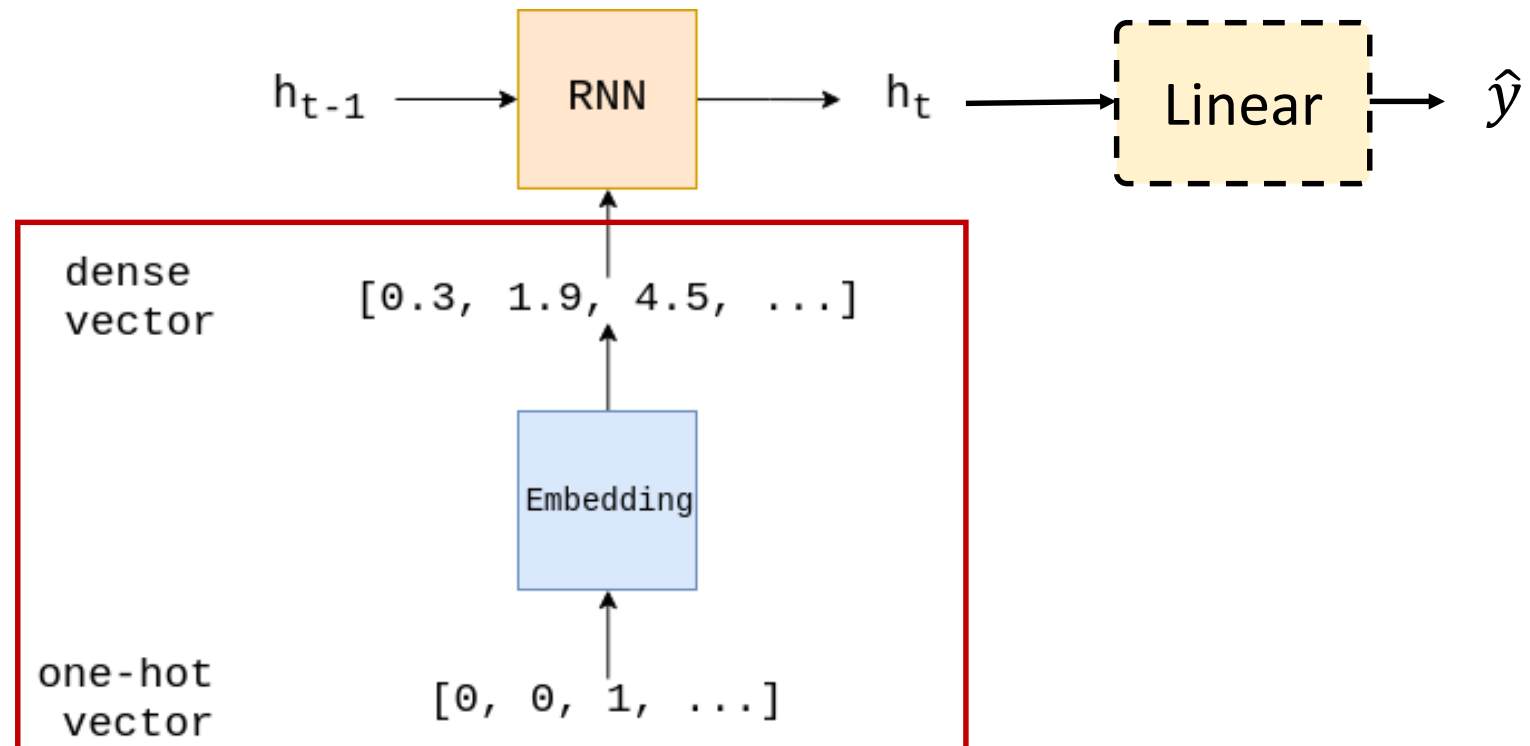 h_{t-1} RNN h_t Linear ŷ
dense
vector
[0.3, 1.9, 4.5, ...]
Embedding
one-hot
vector
[0, 0, 1, ...]